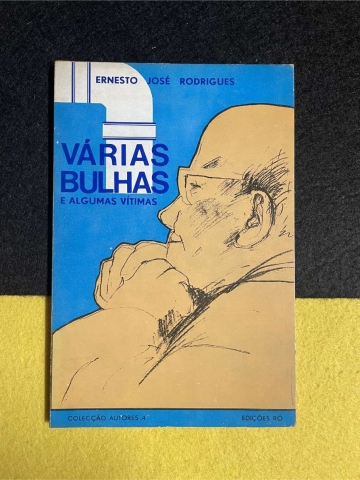 ERNESTO JOSÉ RODRIGUES
VÁRIAS
BULHAS
E ALGUMAS VÍTIMAS
COLECÇÃO AUTORES 4
EDIÇÕES RO